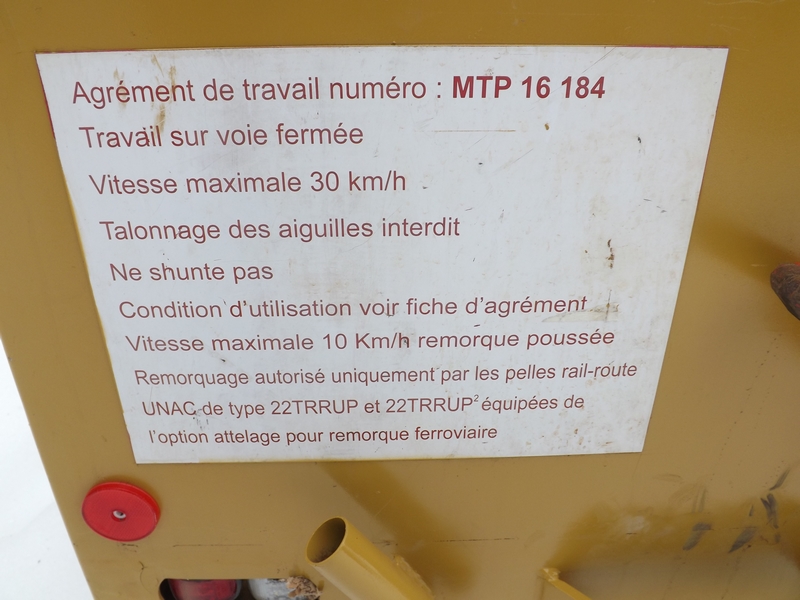 Agrément de travail numéro : MTP 16 184
Travail sur voie fermée
Vitesse maximale 30 km/h
Talonnage des aiguilles interdit
Ne shunte pas
Condition d'utilisation voir fiche d'agrément
Vitesse maximale 10 Km/h remorque poussée
Remorquage autorisé uniquement par les pelles rail-route
UNAC de type 22TRRUP et 22TRRUP² équipées de
l'option attelage pour remorque ferroviaire